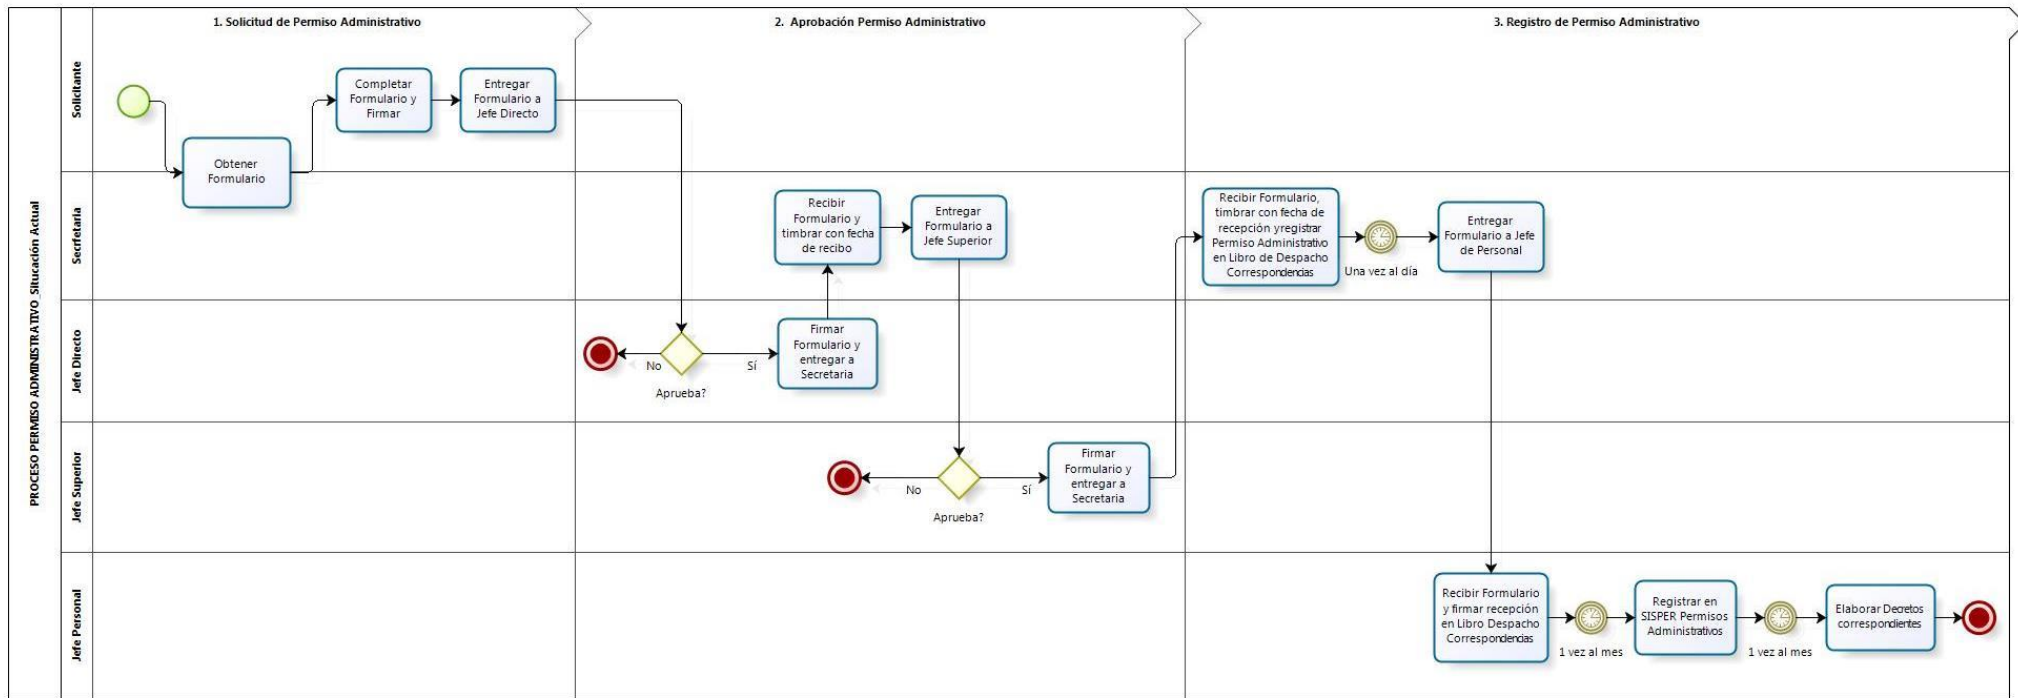 PROCESO PERMISO ADMINISTRATIVO_Situcación Actual
1. Solicitud de Permiso Administrativo
2. Aprobación Permiso Administrativo
3. Registro de Permiso Administrativo
Solicitante
Obtener
Formulario
Completar
Formulario y
Firmar
Entregar
Formulario a
Jefe Directo
Secrfetaria
Recibir
Formulario y
timbrar con fecha
de recibo
Entregar
Formulario a
Jefe Superior
Recibir Formulario,
timbrar con fecha de
recepción y registrar
Permiso Administrativo
en Libro de Despacho
Correspondencias
Una vez al día
Entregar
Formulario a Jefe
de Personal
Jefe Directo
No
Aprueba?
Sí
Firmar
Formulario y
entregar a
Secretaria
Jefe Superior
No
Aprueba?
Sí
Firmar
Formulario y
entregar a
Secretaria
Jefe Personal
Recibir Formulario
y firmar recepción
en Libro Despacho
Correspondencias
1 vez al mes
Registrar en
SISPER Permisos
Administrativos
1 vez al mes
Elaborar Decretos
correspondientes